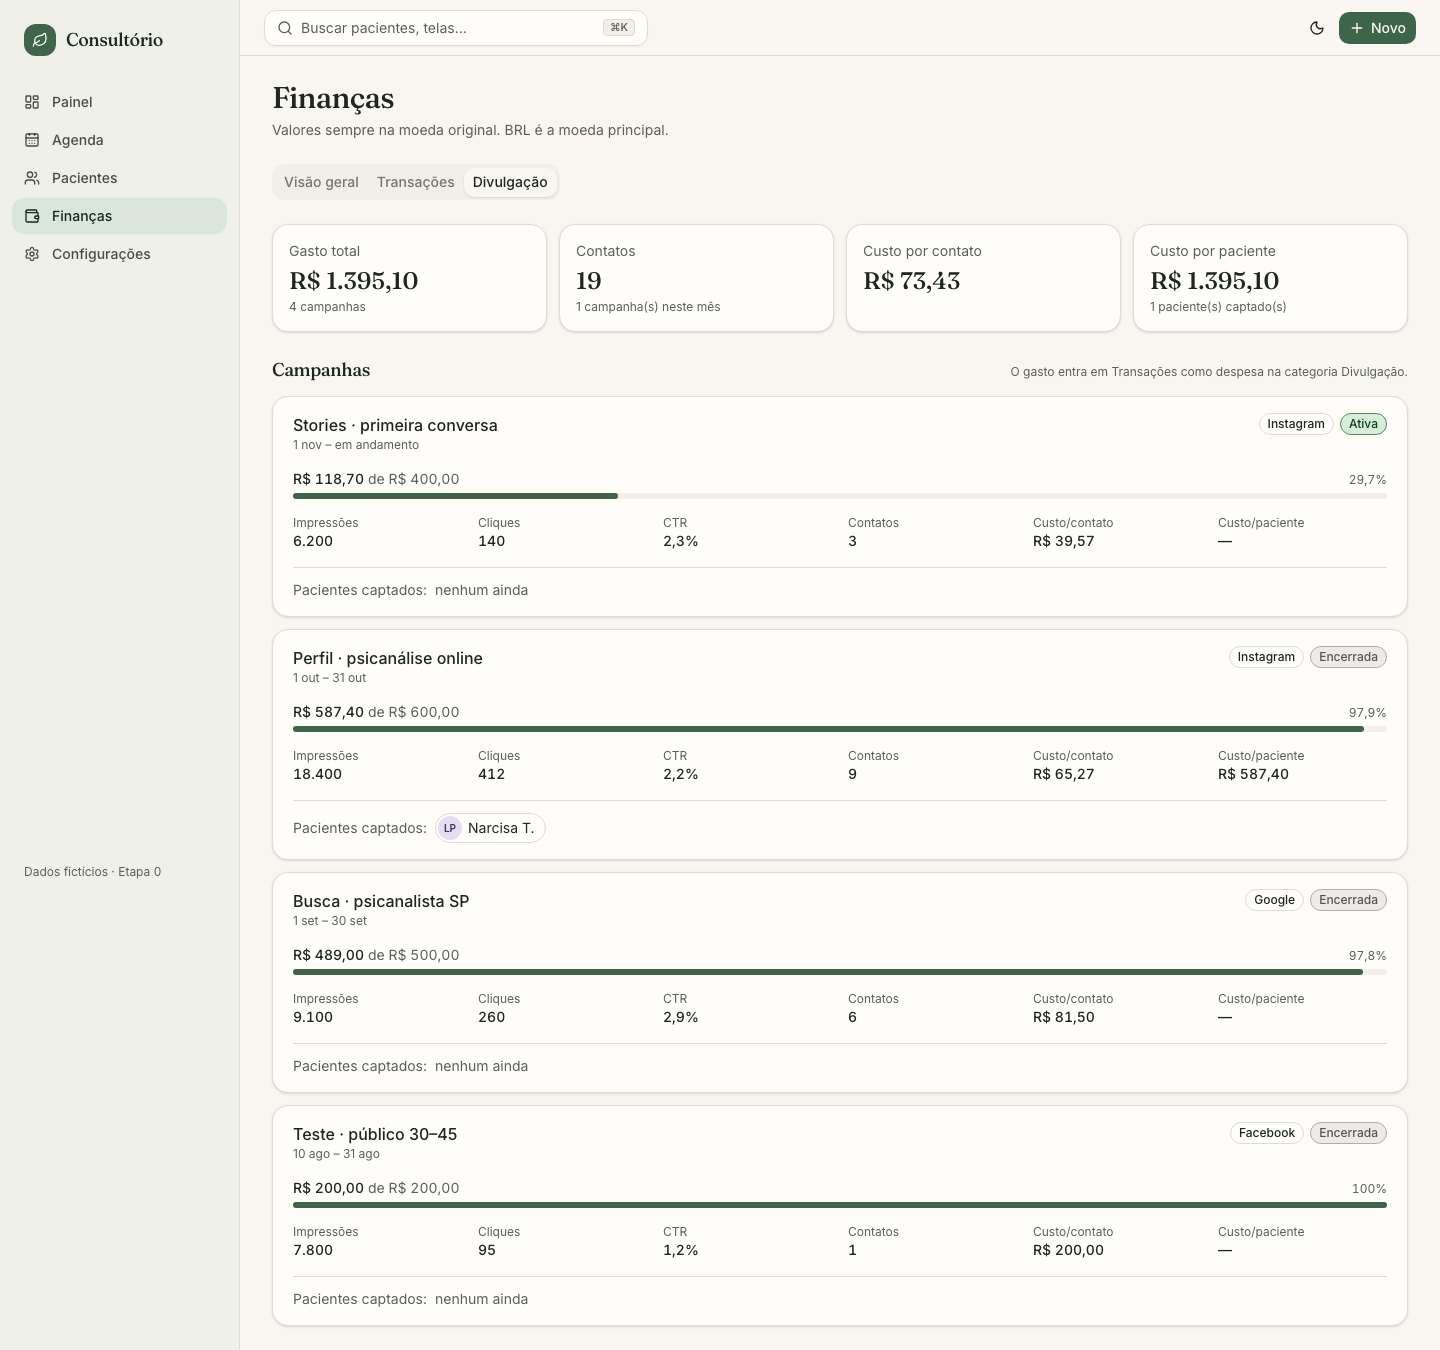 Consultório
Buscar pacientes, telas...
⌘K
Novo
Painel
Agenda
Pacientes
Finanças
Configurações
Dados fictícios · Etapa 0
Finanças
Valores sempre na moeda original. BRL é a moeda principal.
Visão geral Transações Divulgação
Gasto total
R$ 1.395,10
4 campanhas
Contatos
19
1 campanha(s) neste mês
Custo por contato
R$ 73,43
Custo por paciente
R$ 1.395,10
1 paciente(s) captado(s)
Campanhas
O gasto entra em Transações como despesa na categoria Divulgação.
Stories · primeira conversa
Instagram Ativa
1 nov – em andamento
R$ 118,70 de R$ 400,00
29,7%
Impressões Cliques CTR Contatos Custo/contato Custo/paciente
6.200 140 2,3% 3 R$ 39,57 —
Pacientes captados: nenhum ainda
Perfil · psicanálise online
Instagram Encerrada
1 out – 31 out
R$ 587,40 de R$ 600,00
97,9%
Impressões Cliques CTR Contatos Custo/contato Custo/paciente
18.400 412 2,2% 9 R$ 65,27 R$ 587,40
Pacientes captados: LP Narcisa T.
Busca · psicanalista SP
Google Encerrada
1 set – 30 set
R$ 489,00 de R$ 500,00
97,8%
Impressões Cliques CTR Contatos Custo/contato Custo/paciente
9.100 260 2,9% 6 R$ 81,50 —
Pacientes captados: nenhum ainda
Teste · público 30–45
Facebook Encerrada
10 ago – 31 ago
R$ 200,00 de R$ 200,00
100%
Impressões Cliques CTR Contatos Custo/contato Custo/paciente
7.800 95 1,2% 1 R$ 200,00 —
Pacientes captados: nenhum ainda